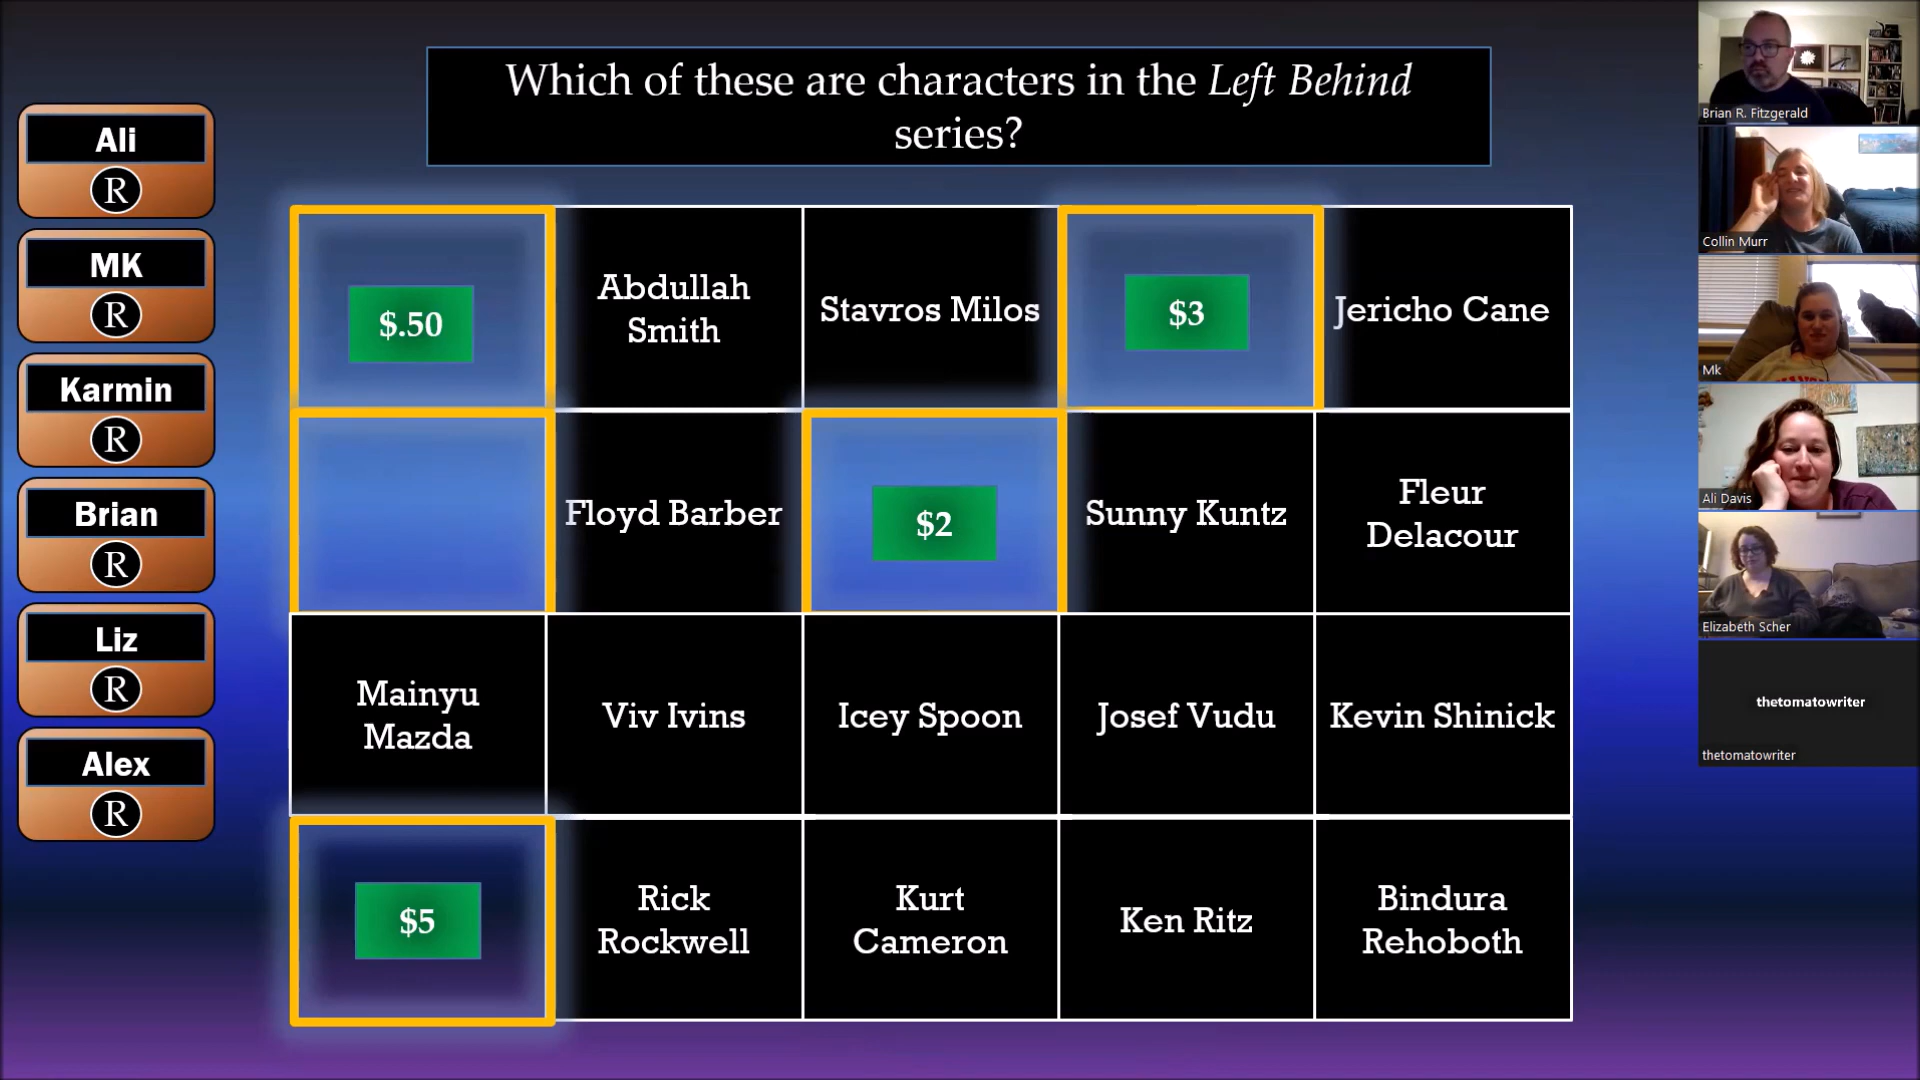 Which of these are characters in the Left Behind
series?
Ali
R
MK
R
Karmin
R
Brian
R
Liz
R
Alex
R
$.50
Abdullah
Smith
Stavros Milos
$3
Jericho Cane
Floyd Barber
$2
Sunny Kuntz
Fleur
Delacour
Mainyu
Mazda
Viv Ivins
Icey Spoon
Josef Vudu
Kevin Shinick
$5
Rick
Rockwell
Kurt
Cameron
Ken Ritz
Bindura
Rehoboth
Brian R. Fitzgerald
Collin Murr
Mk
Ali Davis
Elizabeth Scher
thetomatowriter
thetomatowriter